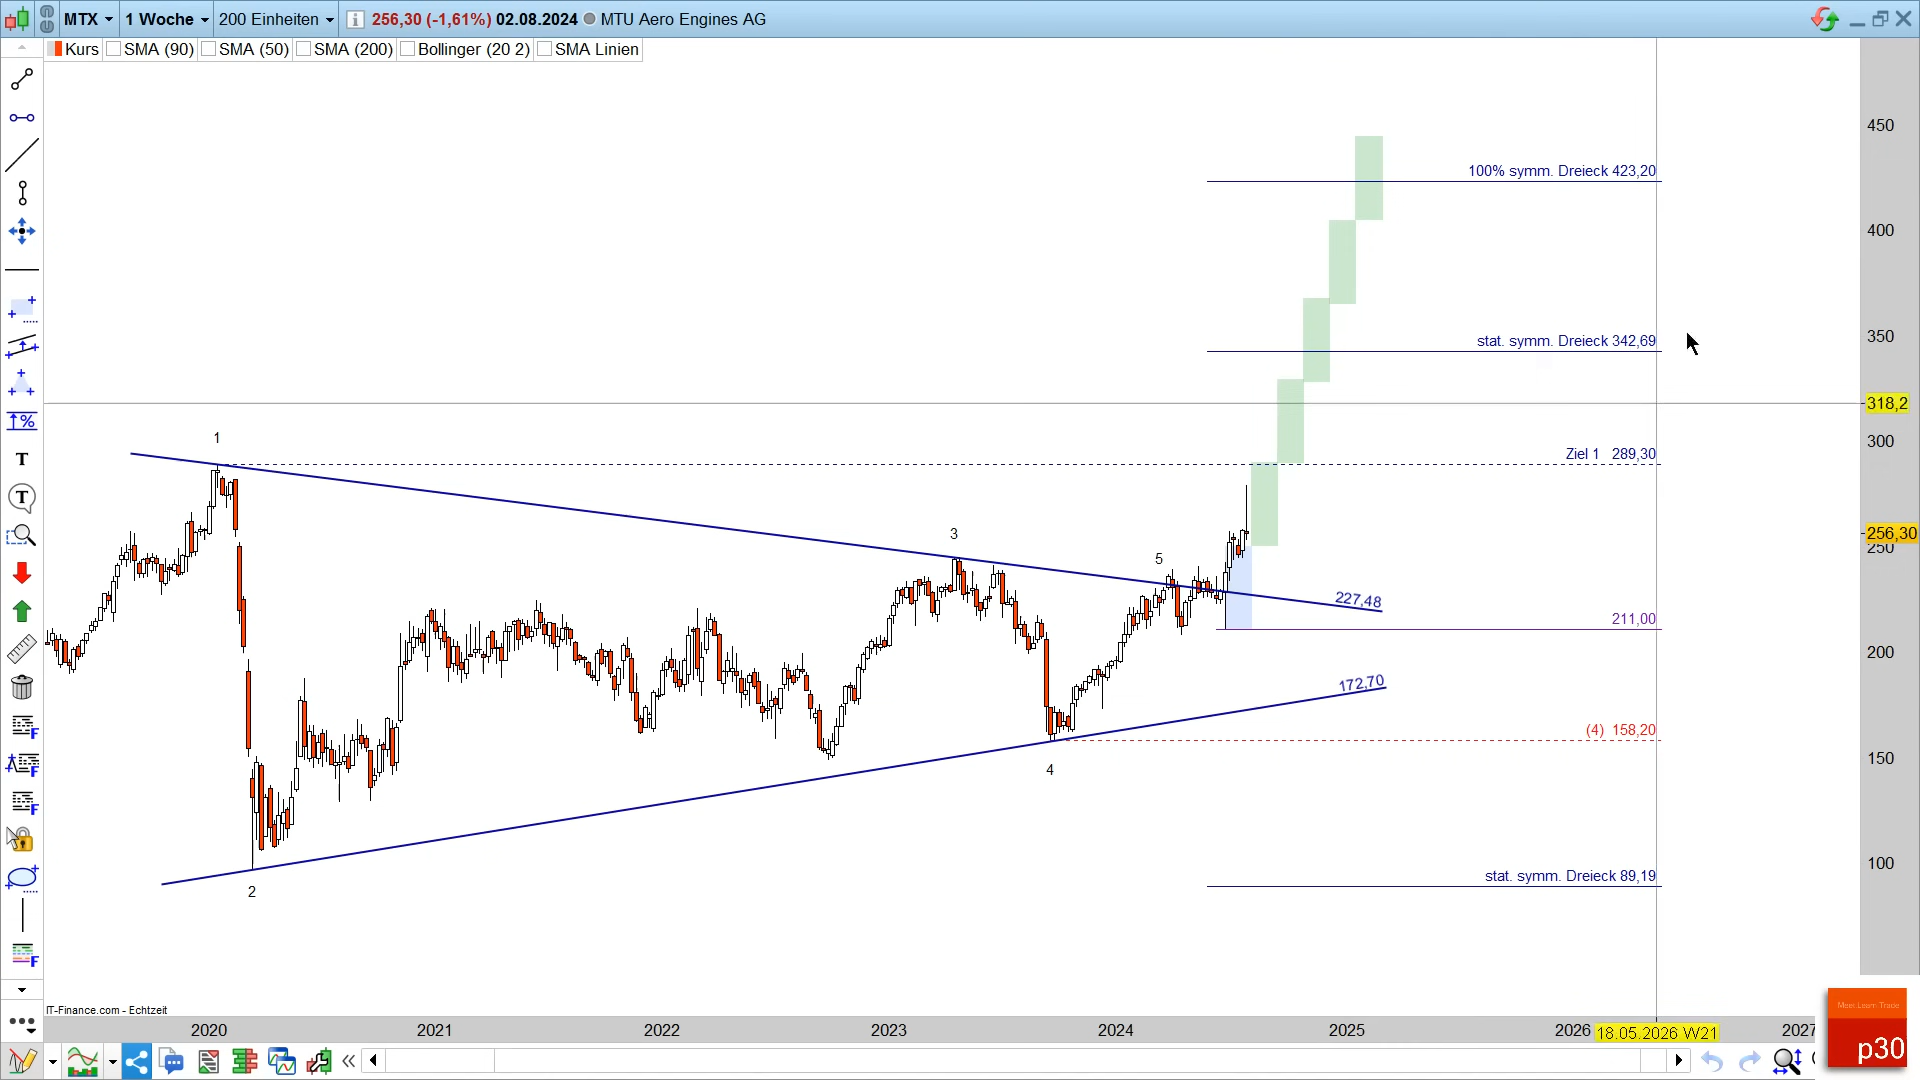 MTX 1 Woche 200 Einheiten 256,30 (-1,61%) 02.08.2024 MTU Aero Engines AG
Kurs SMA (90) SMA (50) SMA (200) Bollinger (20 2) SMA Linien
450
100% symm. Dreieck 423,20
400
350
stat. symm. Dreieck 342,69
318,2
1
300
Ziel 1 289,30
3
256,30
250
5
227,48
211,00
200
172,70
(4) 158,20
150
4
100
stat. symm. Dreieck 89,19
2
IT-Finance.com - Echtzeit
2020 2021 2022 2023 2024 2025 2026 18.05.2026 W21 2027
Meet Learn Trade
p30